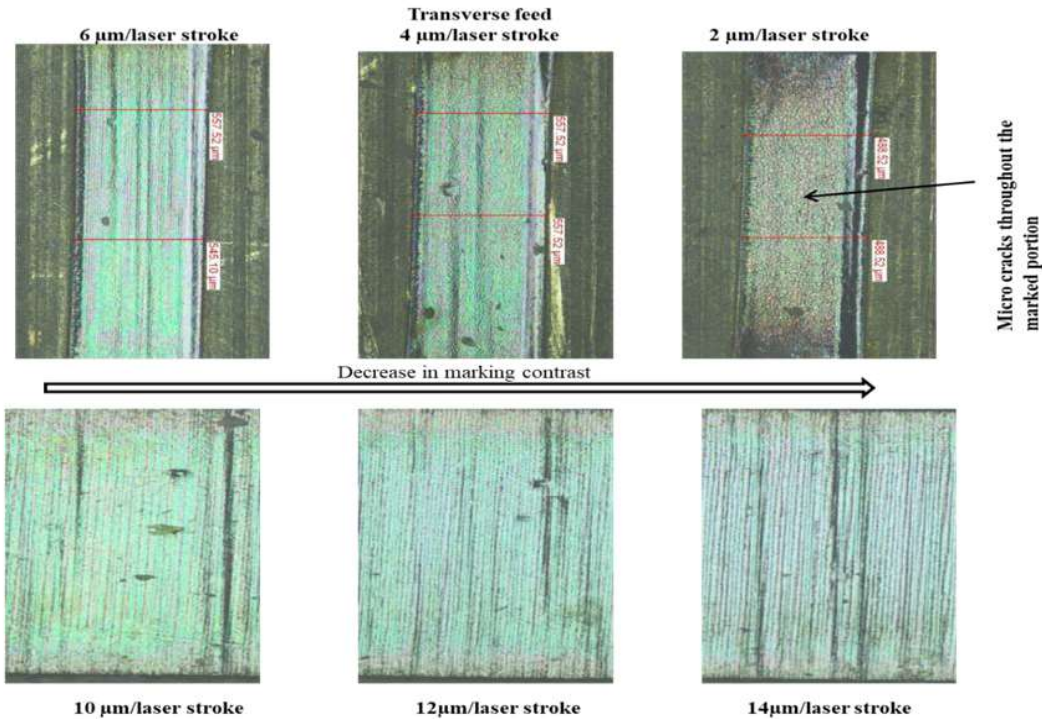 Transverse feed
6 μm/laser stroke
4 μm/laser stroke
2 μm/laser stroke
557.52 μm
545.10 μm
557.52 μm
557.52 μm
488.52 μm
488.52 μm
Micro cracks throughout the
marked portion
Decrease in marking contrast
10 μm/laser stroke
12μm/laser stroke
14μm/laser stroke